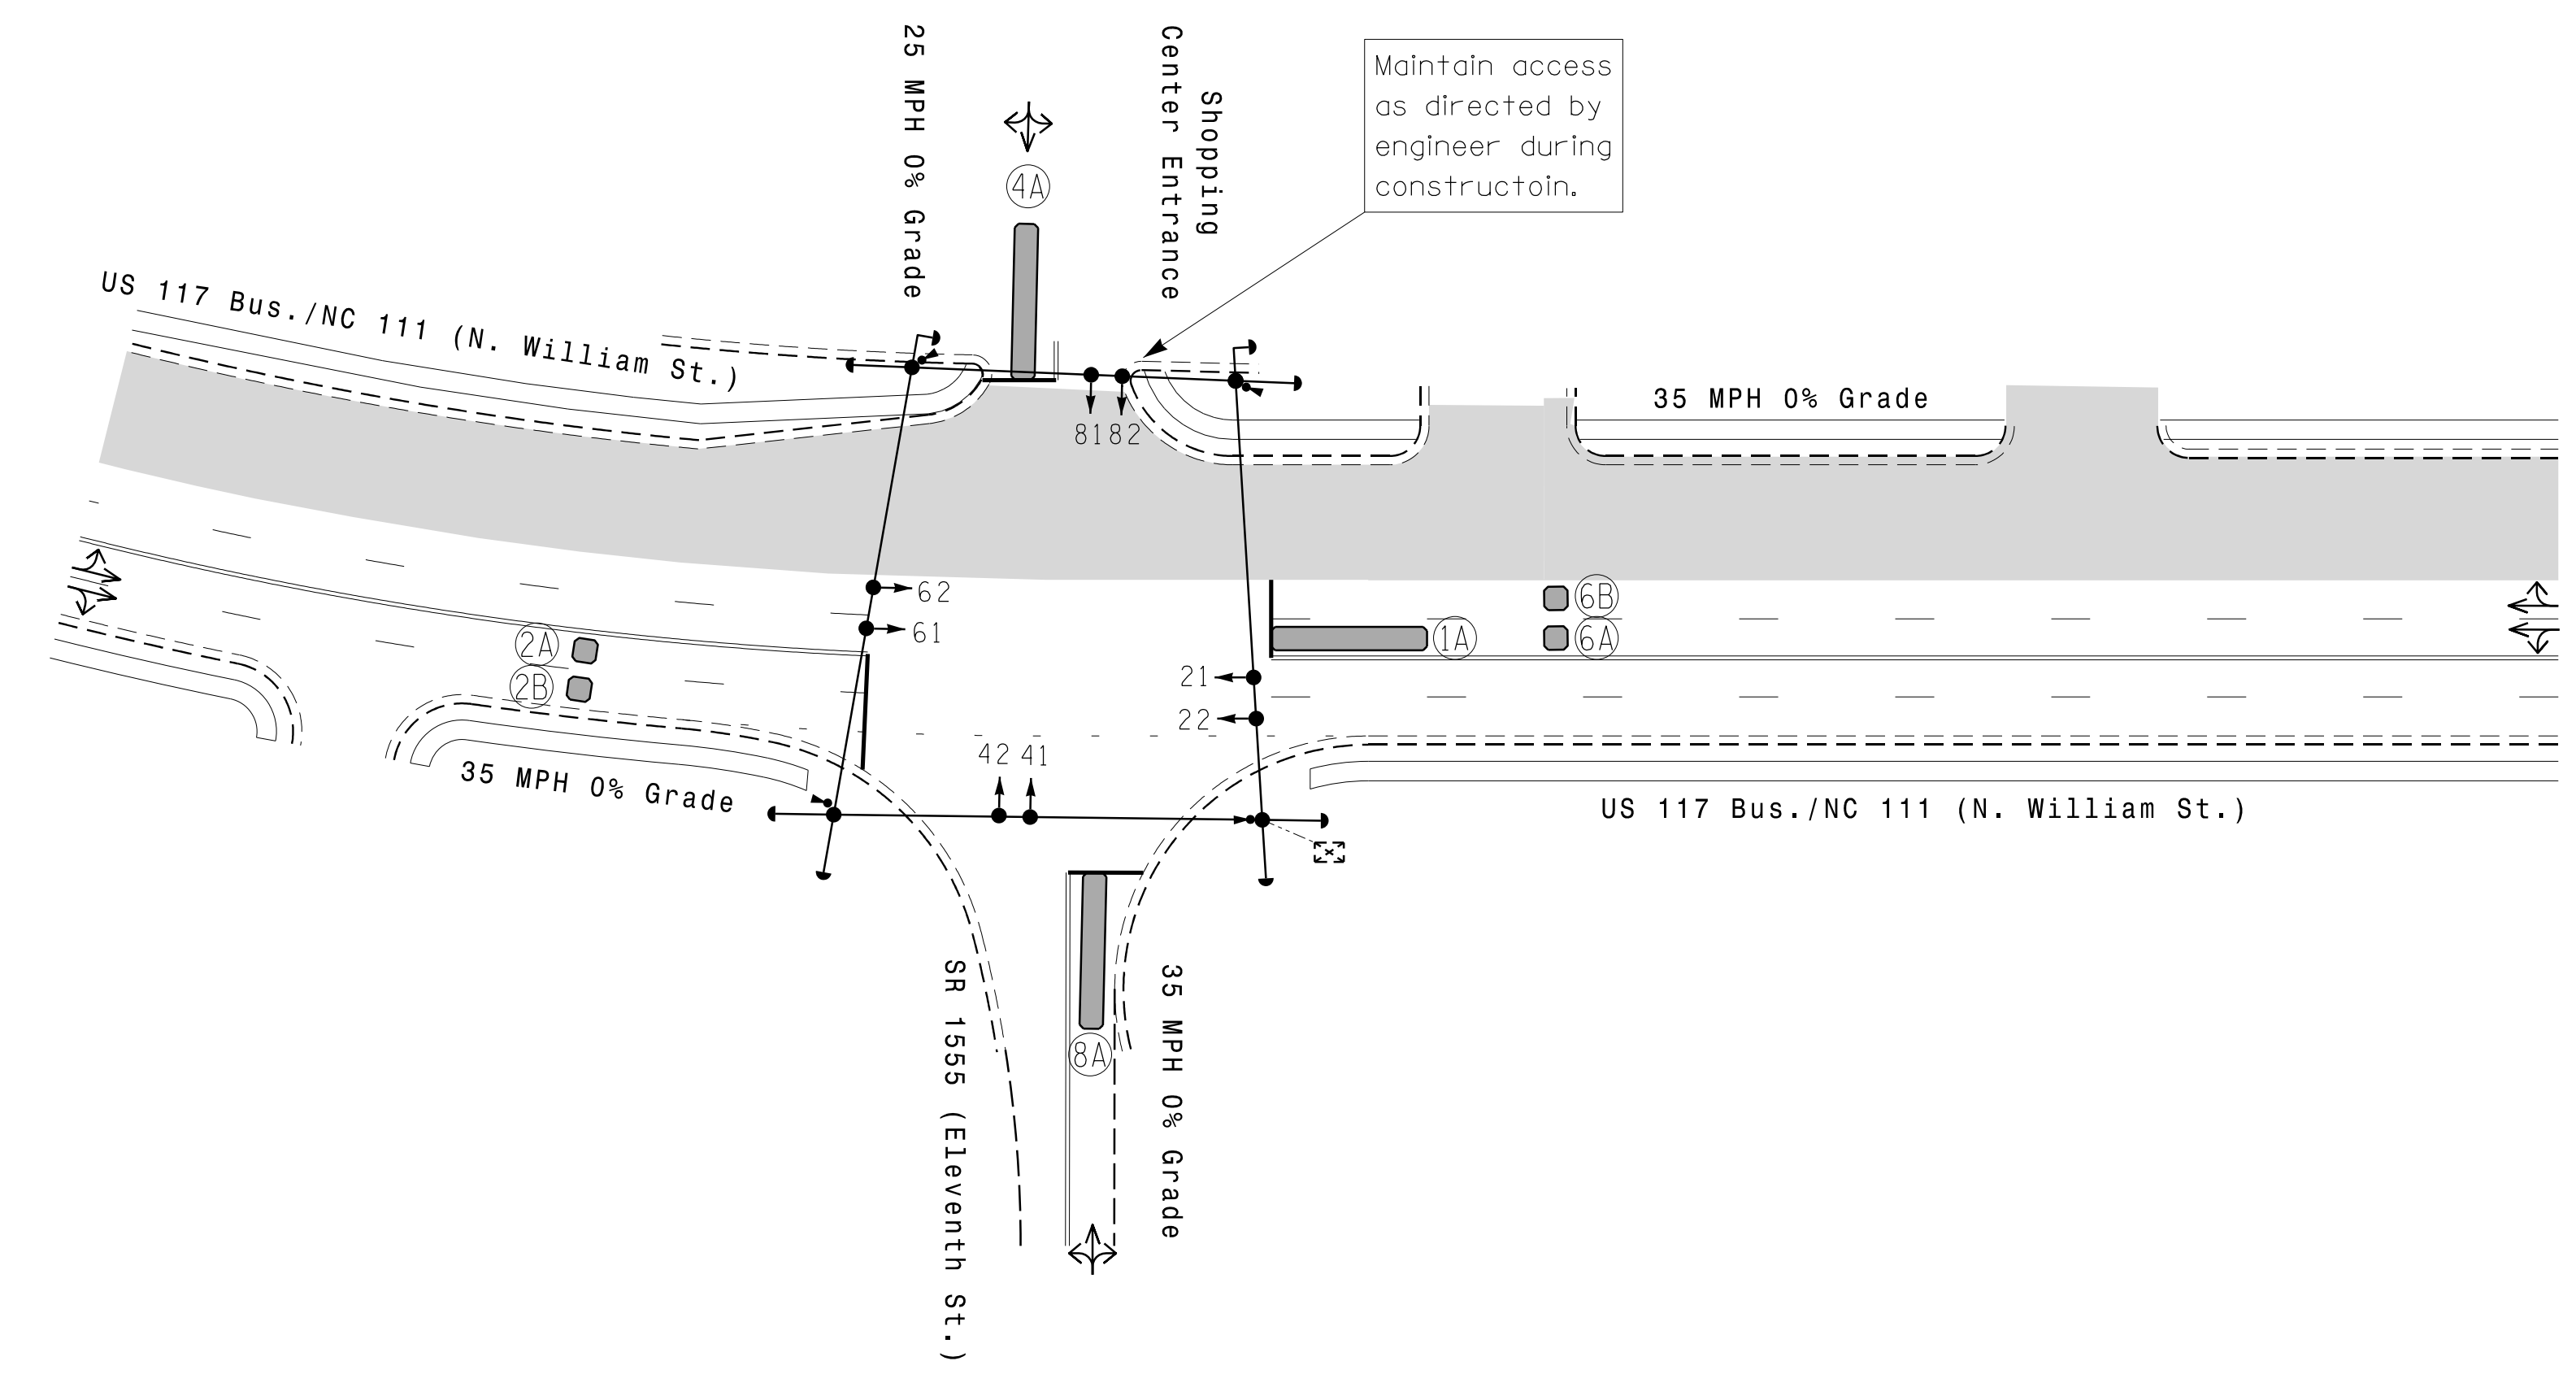 25 MPH 0% Grade
Shopping
Center Entrance
Maintain access
as directed by
engineer during
constructoin.
4A
US 117 Bus./NC 111 (N. William St.)
35 MPH 0% Grade
81 82
62
61
6B
6A
1A
2A
2B
21
22
42 41
35 MPH 0% Grade
US 117 Bus./NC 111 (N. William St.)
8A
SR 1555 (Eleventh St.)
35 MPH 0% Grade